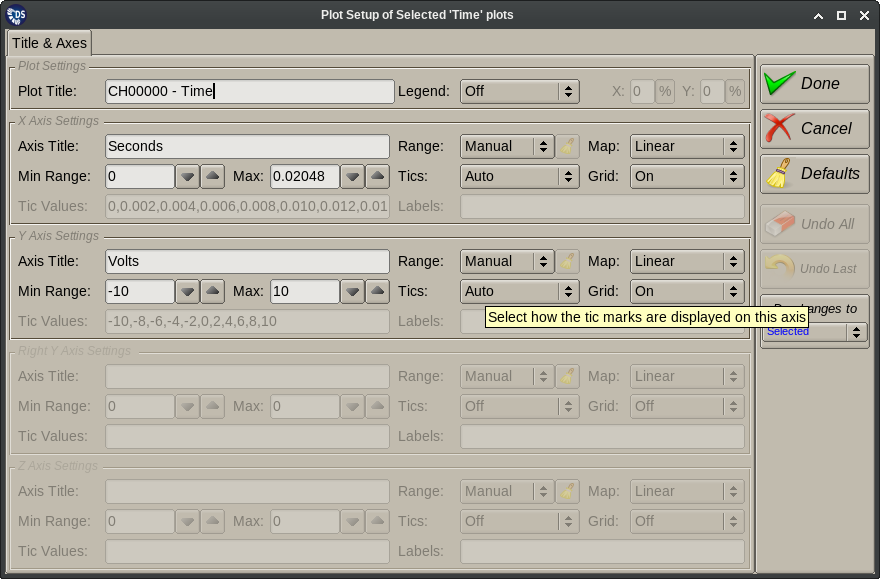 DS
Plot Setup of Selected 'Time' plots
Title & Axes
Plot Settings
Plot Title: CH00000 - Time Legend: Off X: 0 % Y: 0 %
X Axis Settings
Axis Title: Seconds Range: Manual Map: Linear
Min Range: 0 Max: 0.02048 Tics: Auto Grid: On
Tic Values: 0,0.002,0.004,0.006,0.008,0.010,0.012,0.01 Labels:
Y Axis Settings
Axis Title: Volts Range: Manual Map: Linear
Min Range: -10 Max: 10 Tics: Auto Grid: On
Tic Values: -10,-8,-6,-4,-2,0,2,4,6,8,10 Labels:
Select how the tic marks are displayed on this axis
Right Y Axis Settings
Axis Title: Range: Manual Map: Linear
Min Range: 0 Max: 0 Tics: Off Grid: Off
Tic Values: Labels:
Z Axis Settings
Axis Title: Range: Manual Map: Linear
Min Range: 0 Max: 0 Tics: Off Grid: Off
Tic Values: Labels:
Done
Cancel
Defaults
Undo All
Undo Last
anges to
Selected